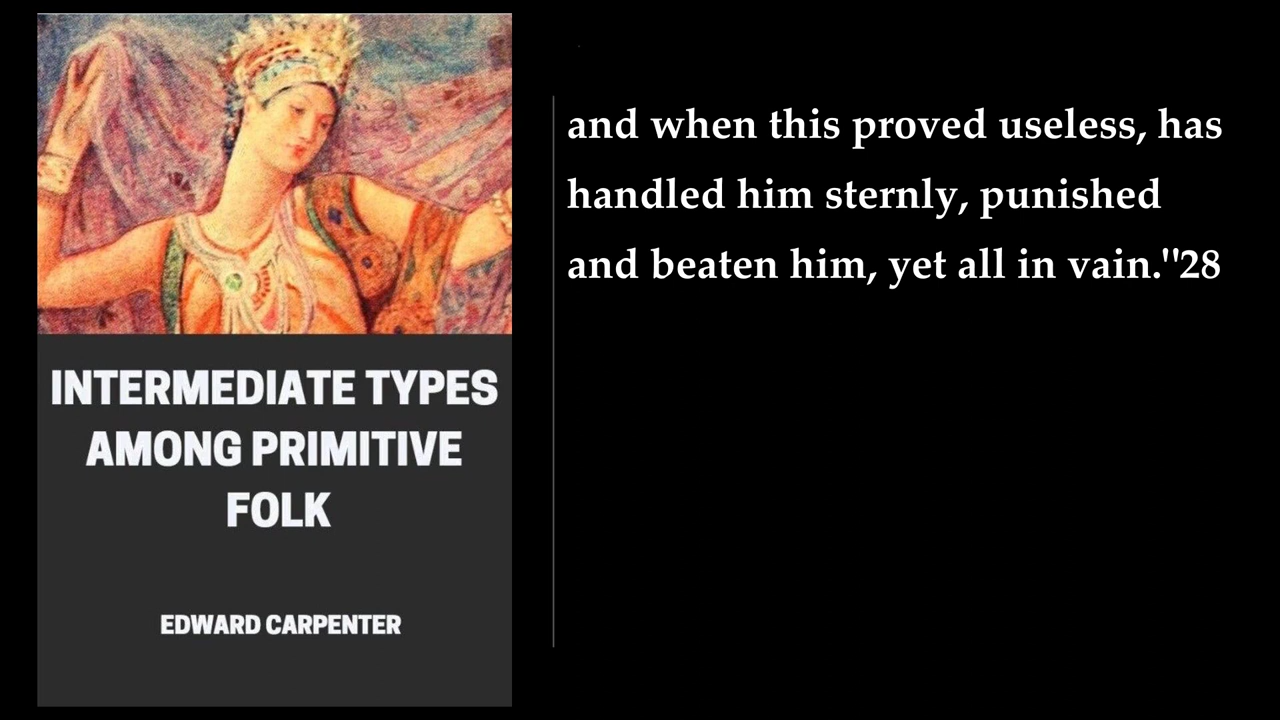 INTERMEDIATE TYPES
AMONG PRIMITIVE
FOLK
EDWARD CARPENTER
and when this proved useless, has
handled him sternly, punished
and beaten him, yet all in vain."28